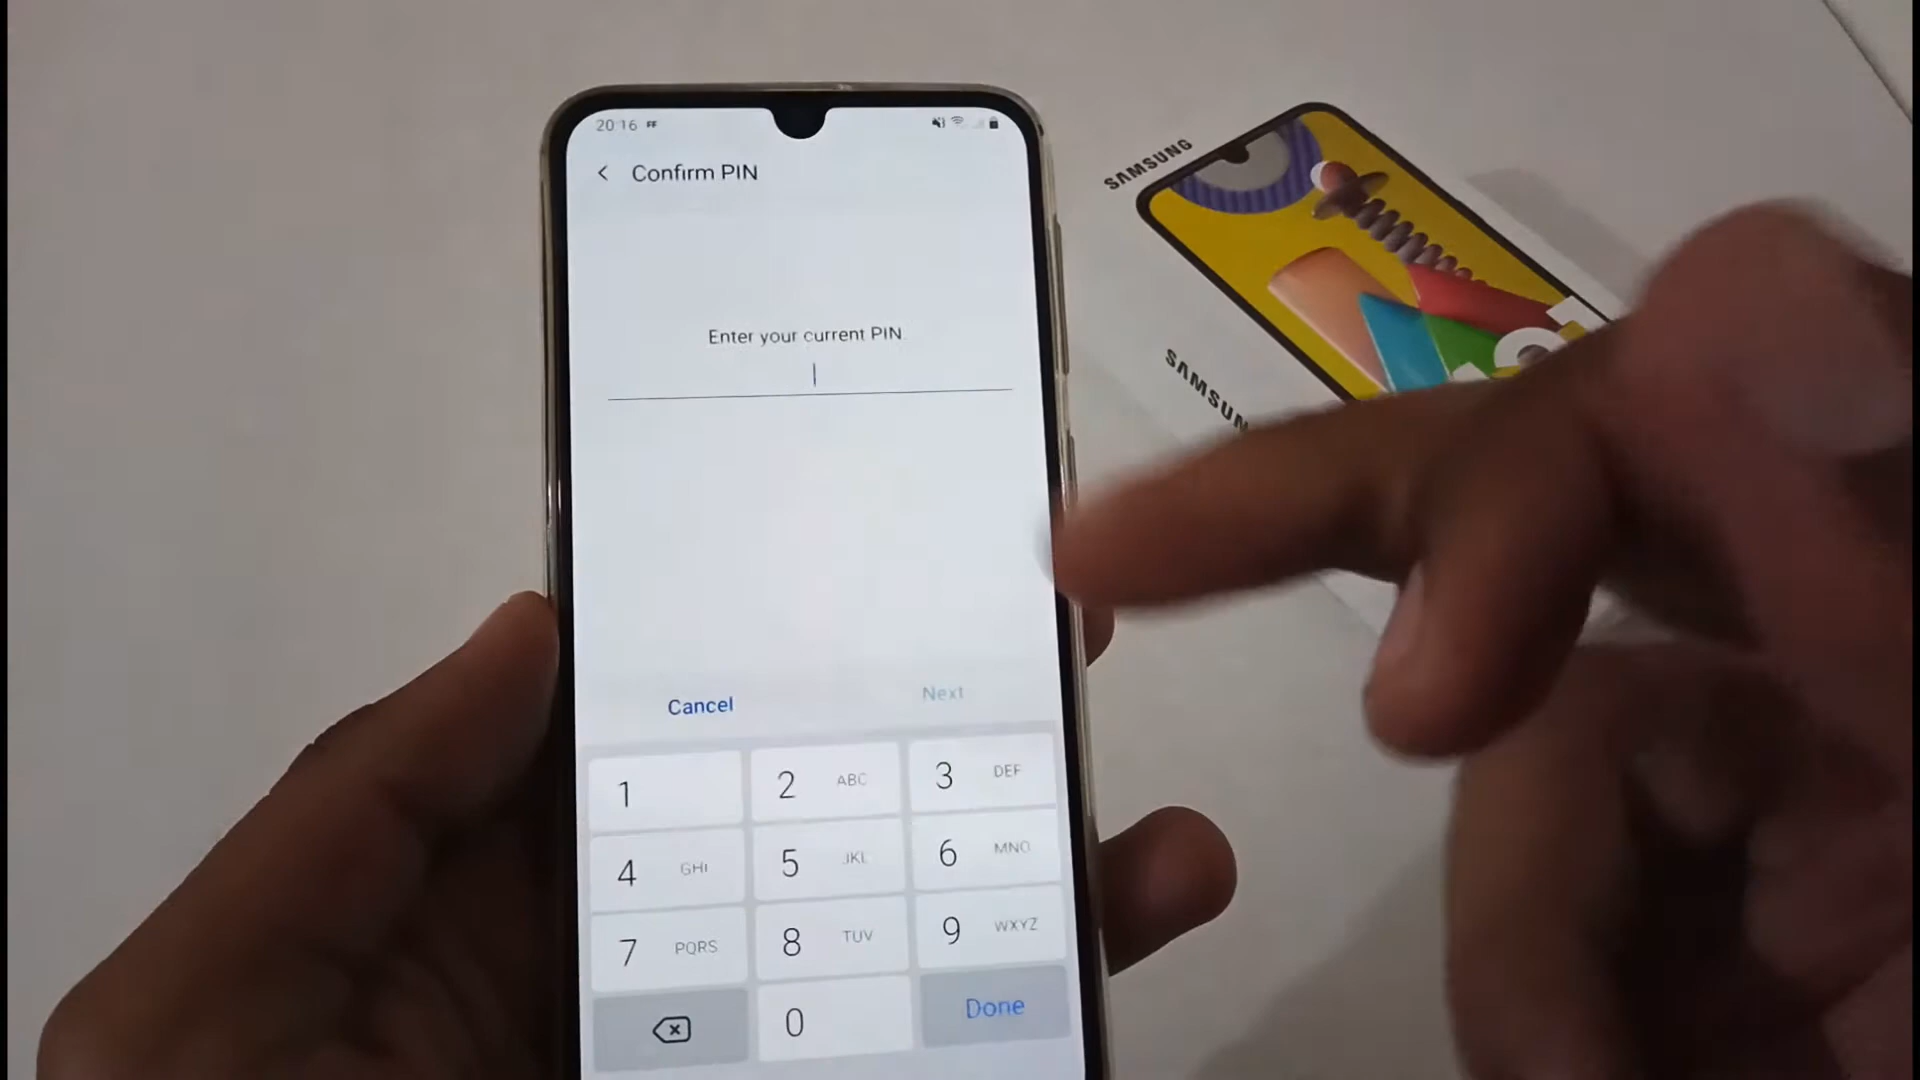 20:16
Confirm PIN
Enter your current PIN
Cancel Next
1 2 ABC 3 DEF
4 GHI 5 JKL 6 MNO
7 PQRS 8 TUV 9 WXYZ
0 Done
SAMSUNG
SAMSUN